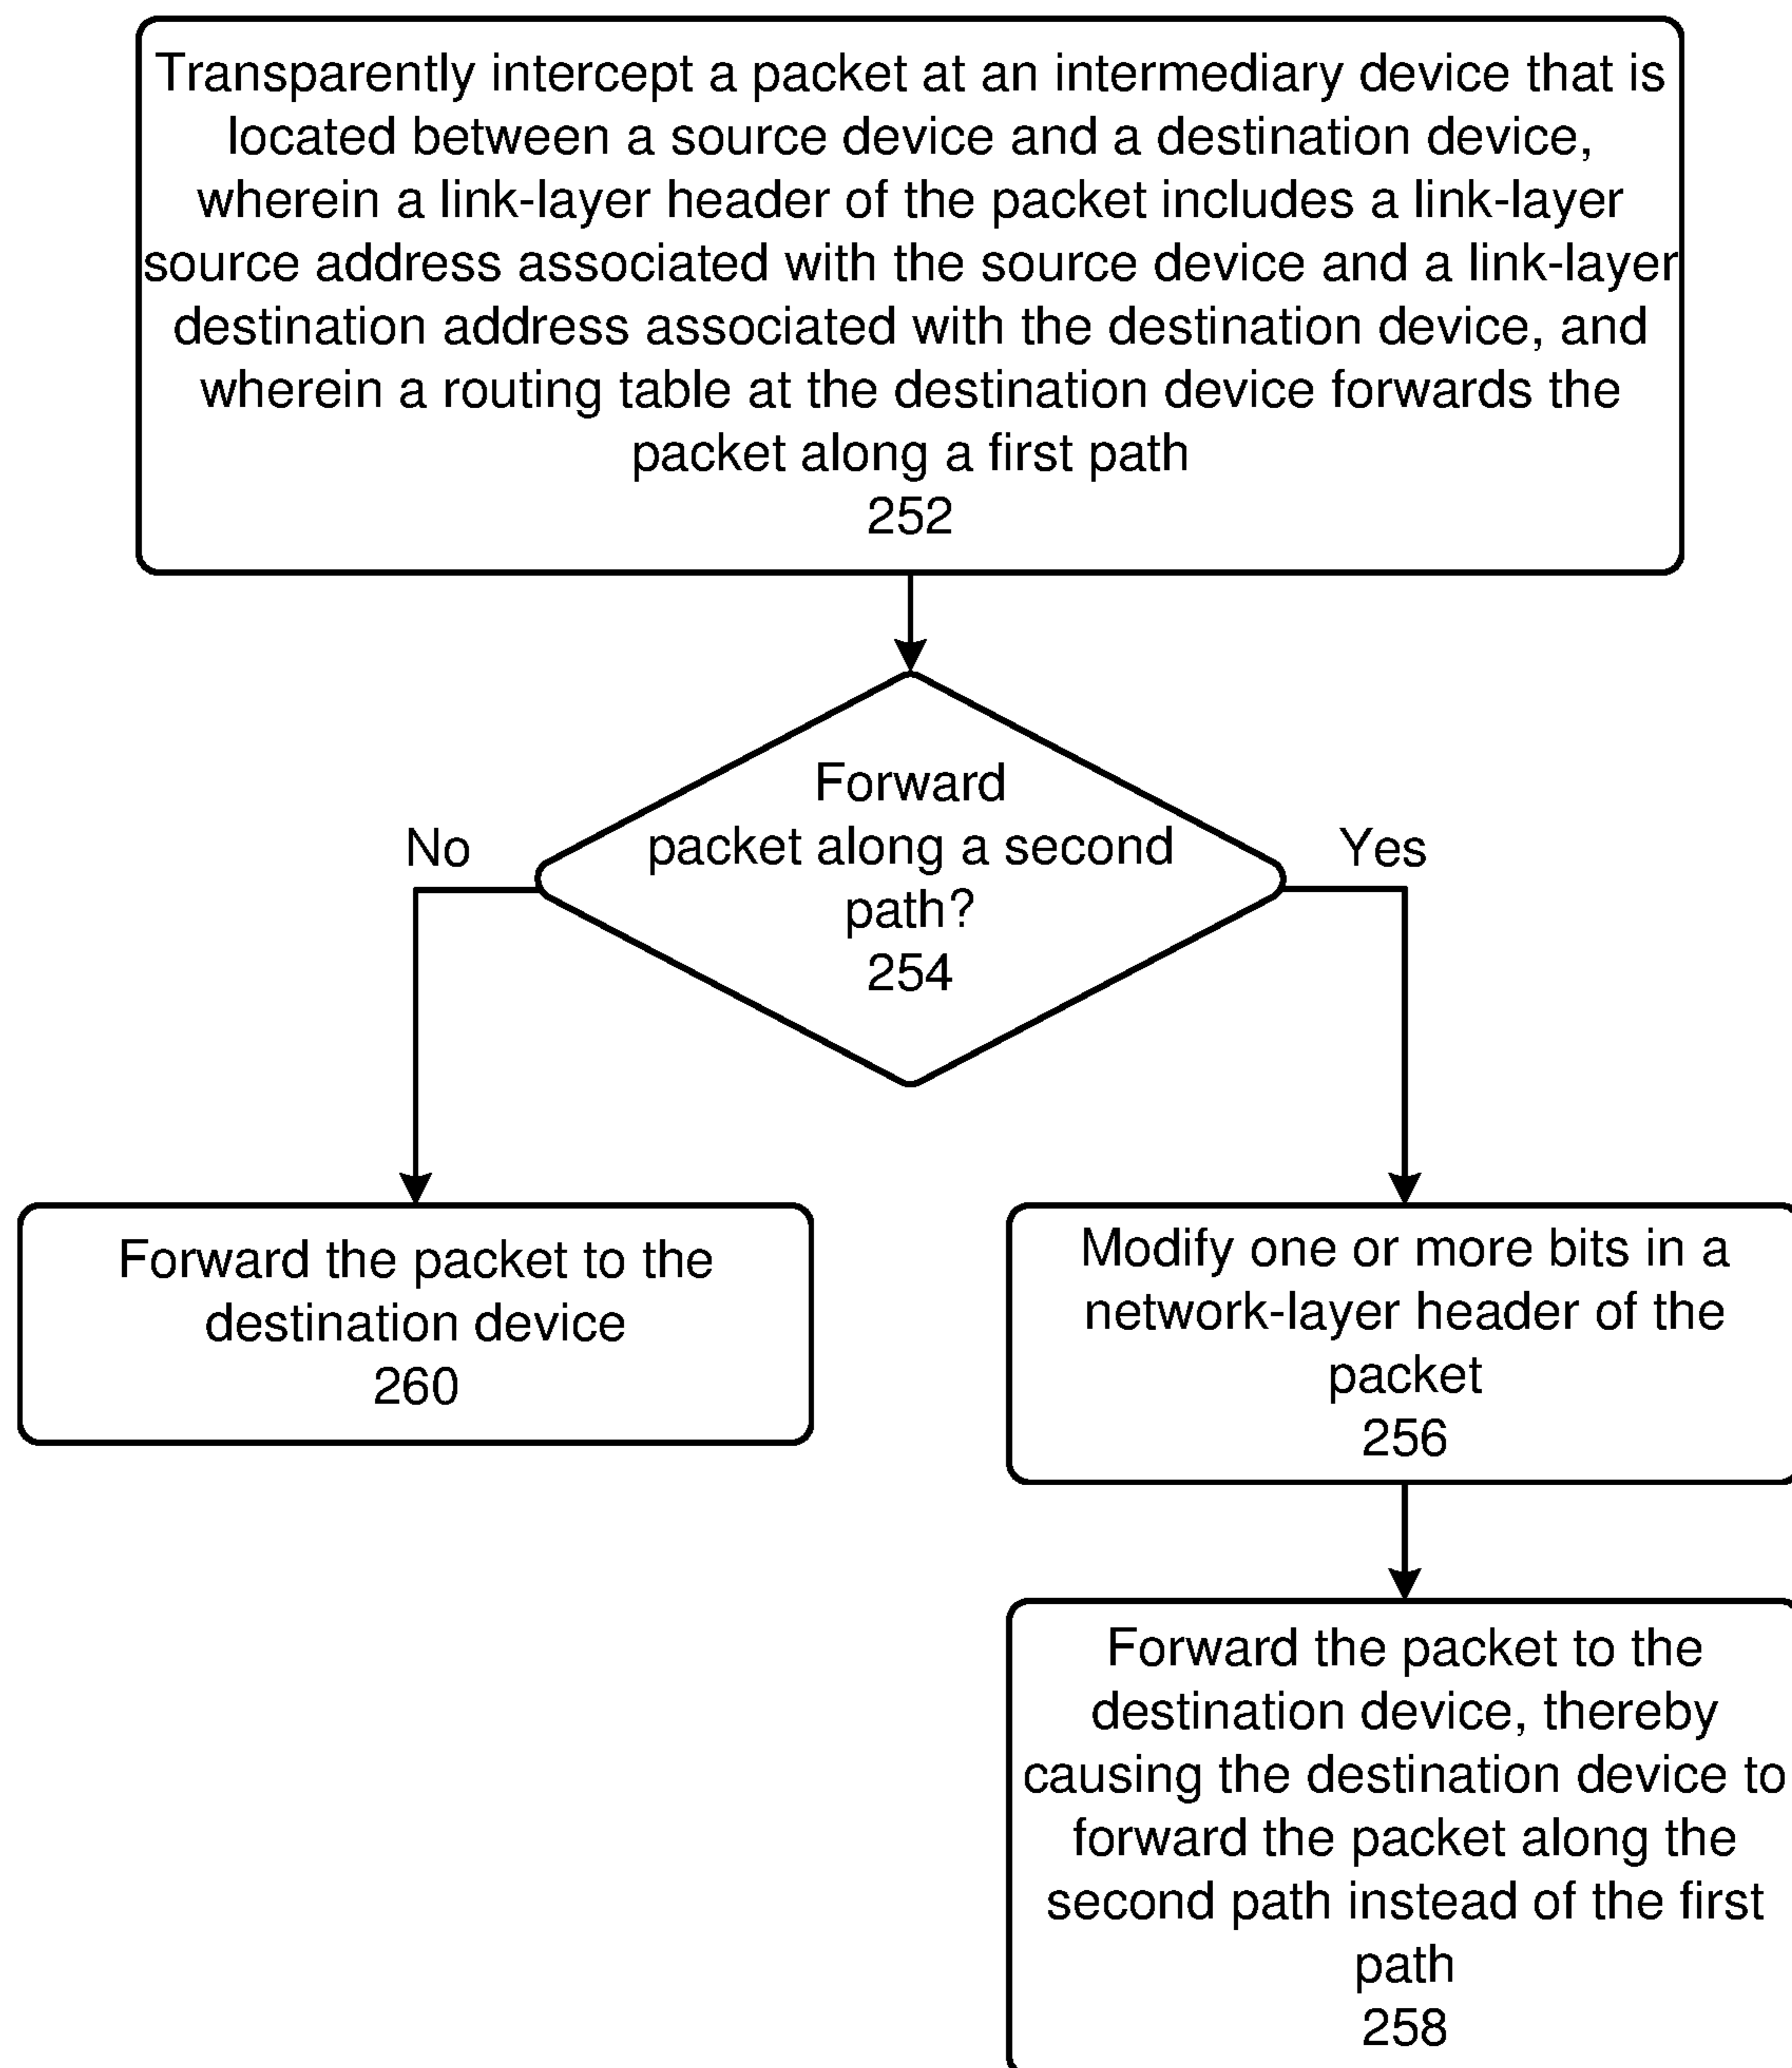 Transparently intercept a packet at an intermediary device that is
located between a source device and a destination device,
wherein a link-layer header of the packet includes a link-layer
source address associated with the source device and a link-layer
destination address associated with the destination device, and
wherein a routing table at the destination device forwards the
packet along a first path
252
Forward
packet along a second
path?
254
No
Yes
Forward the packet to the
destination device
260
Modify one or more bits in a
network-layer header of the
packet
256
Forward the packet to the
destination device, thereby
causing the destination device to
forward the packet along the
second path instead of the first
path
258